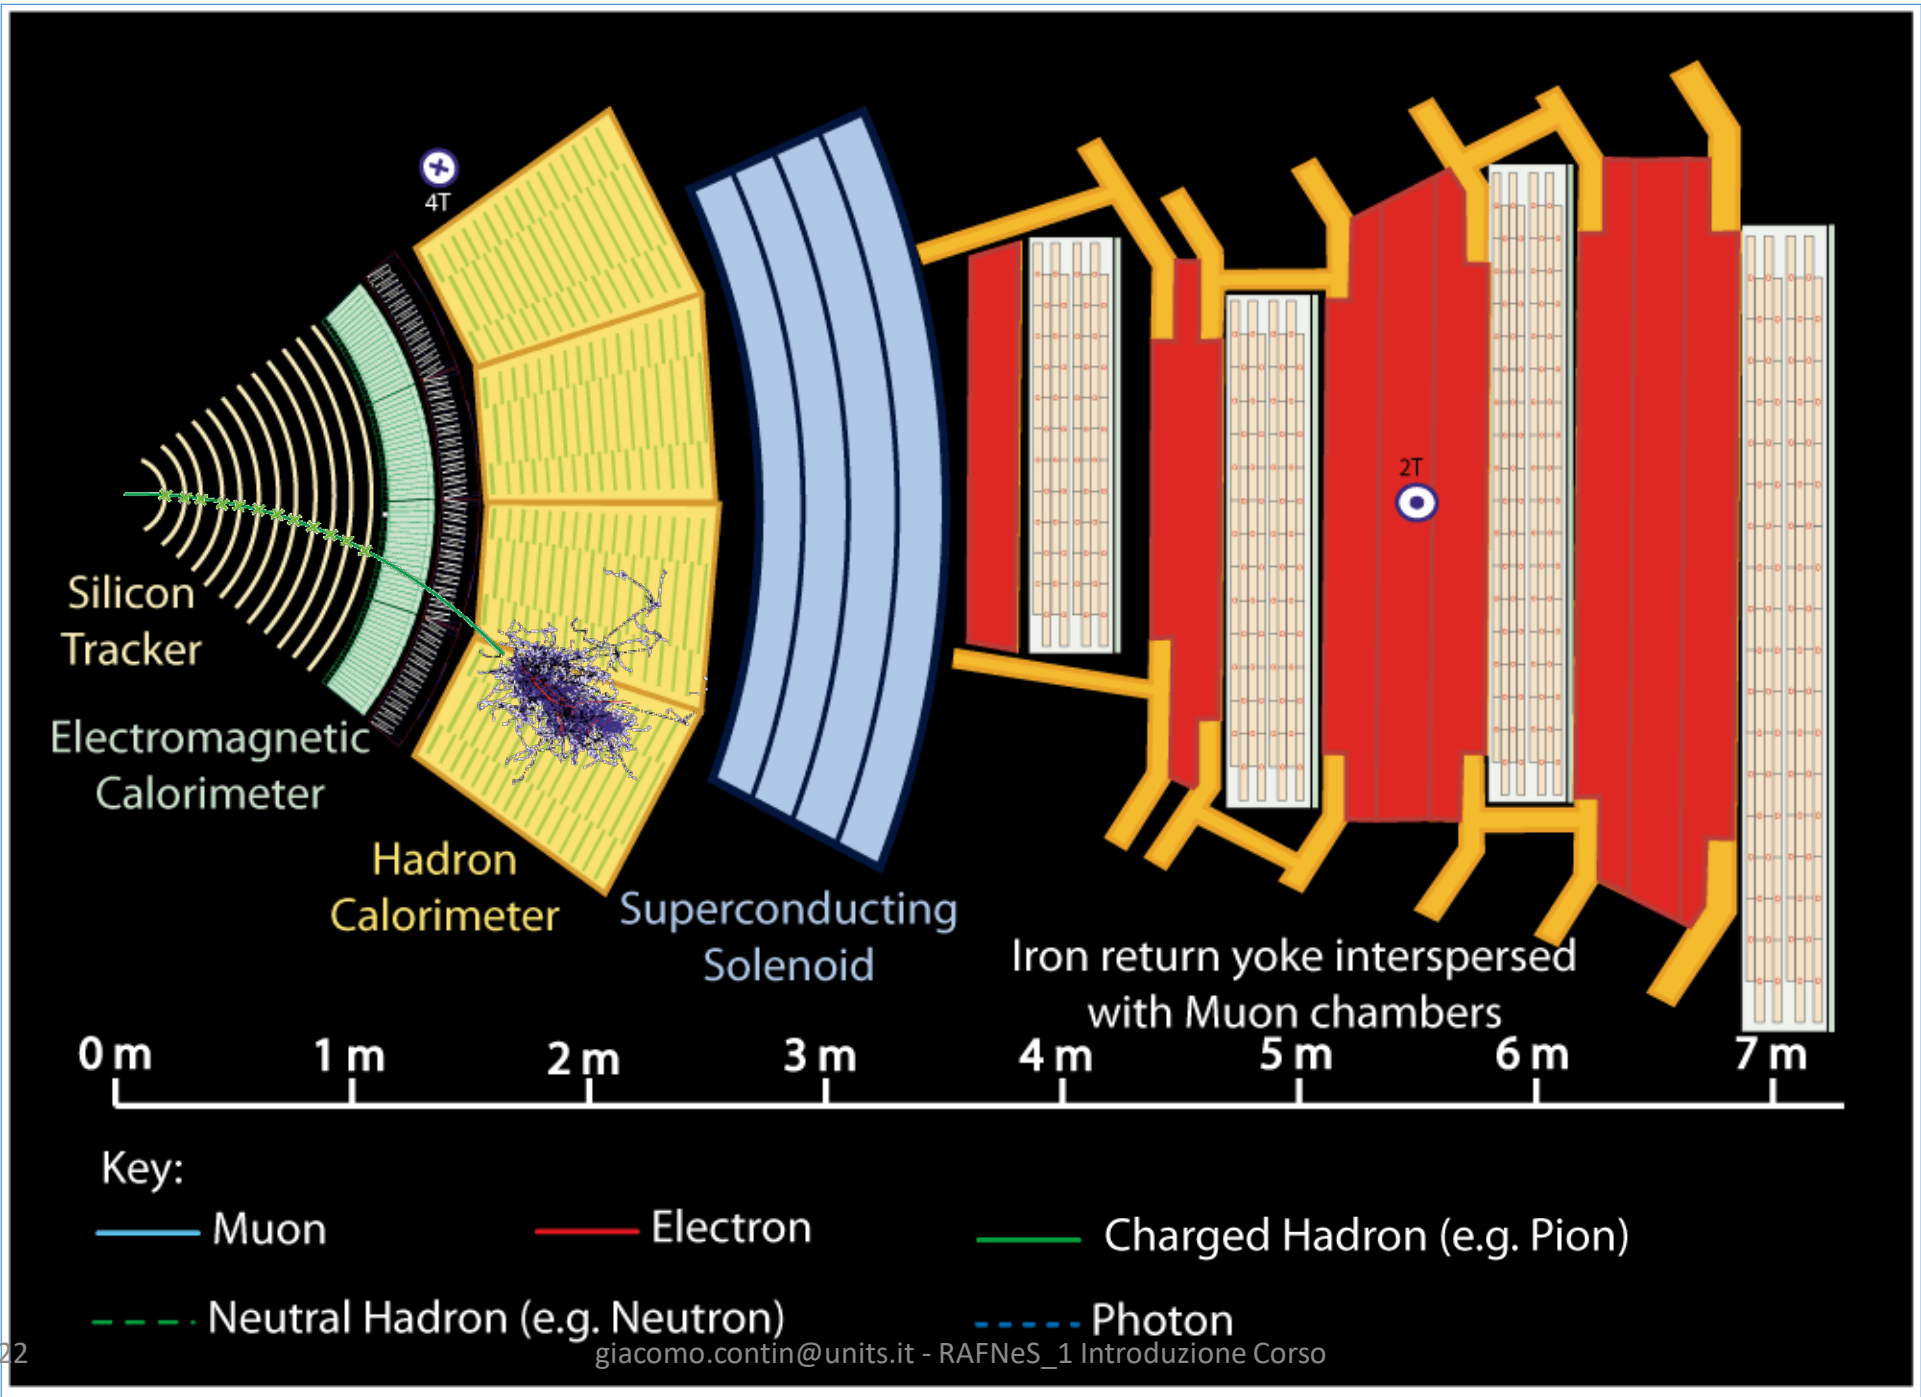 4T
2T
Silicon
Tracker
Electromagnetic
Calorimeter
Hadron
Calorimeter
Superconducting
Solenoid
Iron return yoke interspersed
with Muon chambers
0 m 1 m 2 m 3 m 4 m 5 m 6 m 7 m
Key:
Muon Electron Charged Hadron (e.g. Pion)
Neutral Hadron (e.g. Neutron) Photon
22 giacomo.contin@units.it - RAFNeS_1 Introduzione Corso